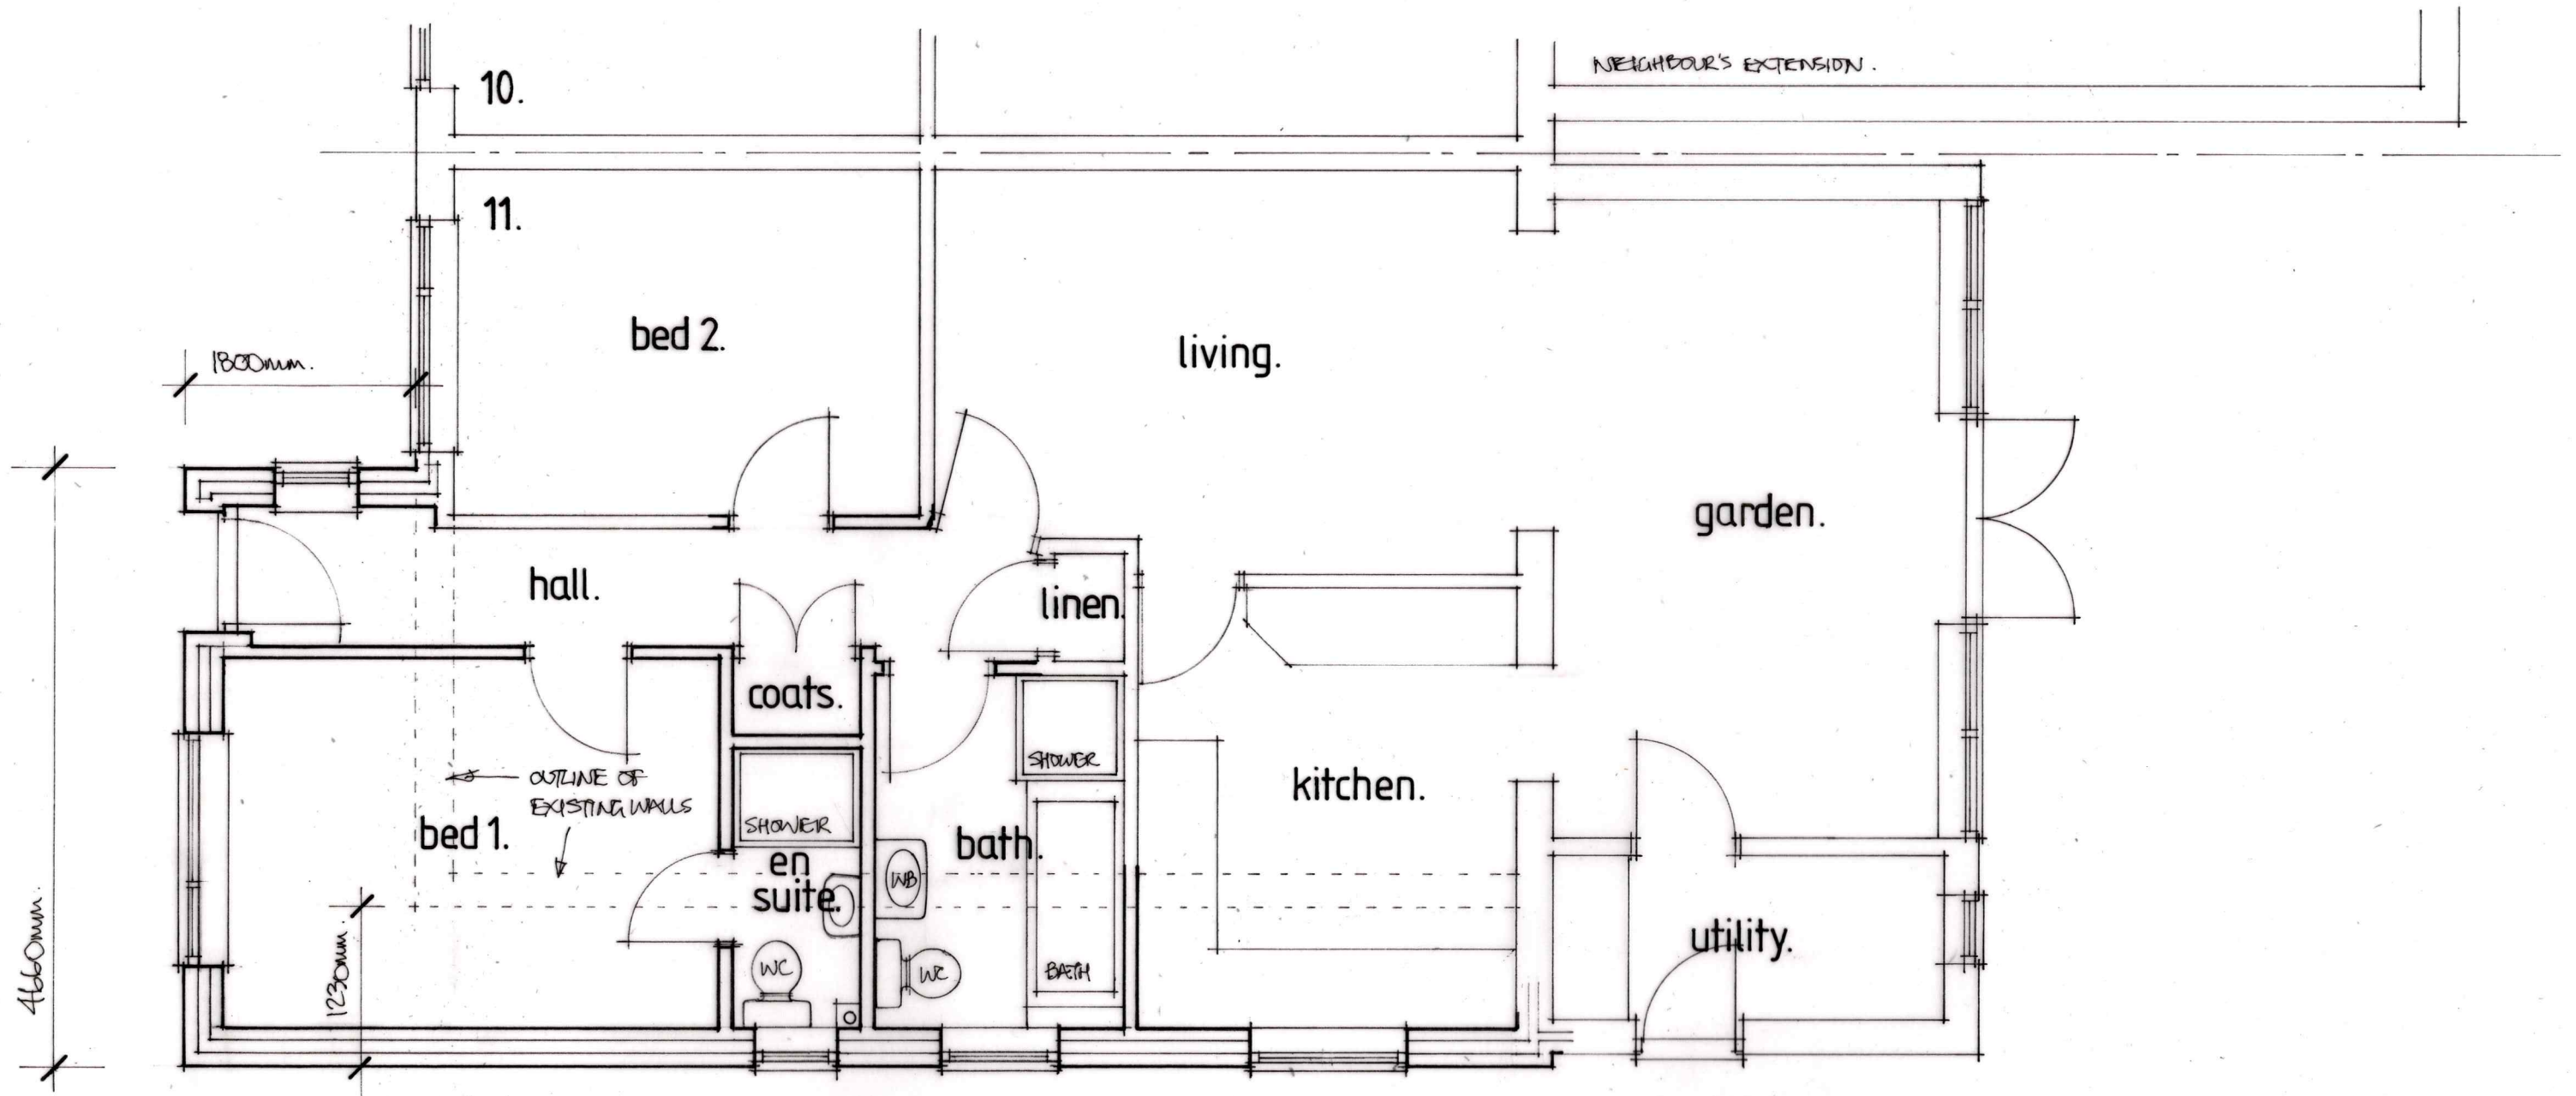 NEIGHBOUR'S EXTENSION.
10.
11.
1800mm.
bed 2.
living.
garden.
hall.
linen.
coats.
SHOWER
kitchen.
OUTLINE OF
EXISTING WALLS
bed 1.
SHOWER
en
suite.
bath.
WB
WC
WC
BATH
utility.
4660mm.
1230mm.